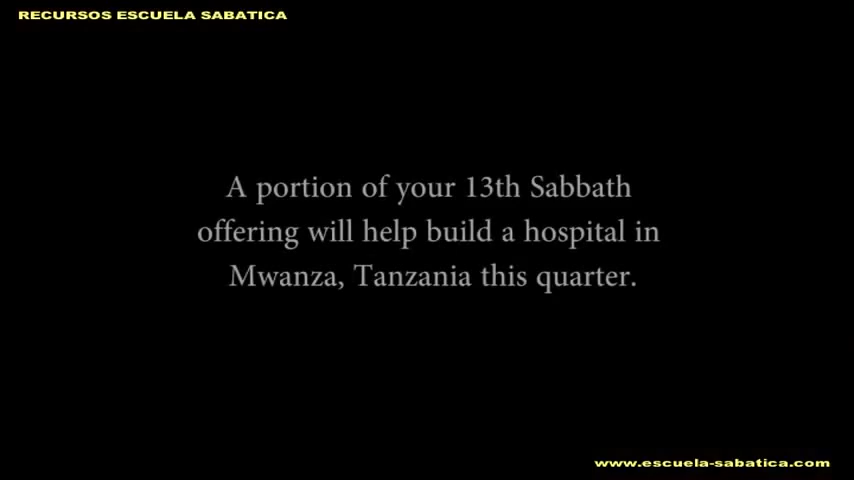 RECURSOS ESCUELA SABATICA
A portion of your 13th Sabbath
offering will help build a hospital in
Mwanza, Tanzania this quarter.
www.escuela-sabatica.com